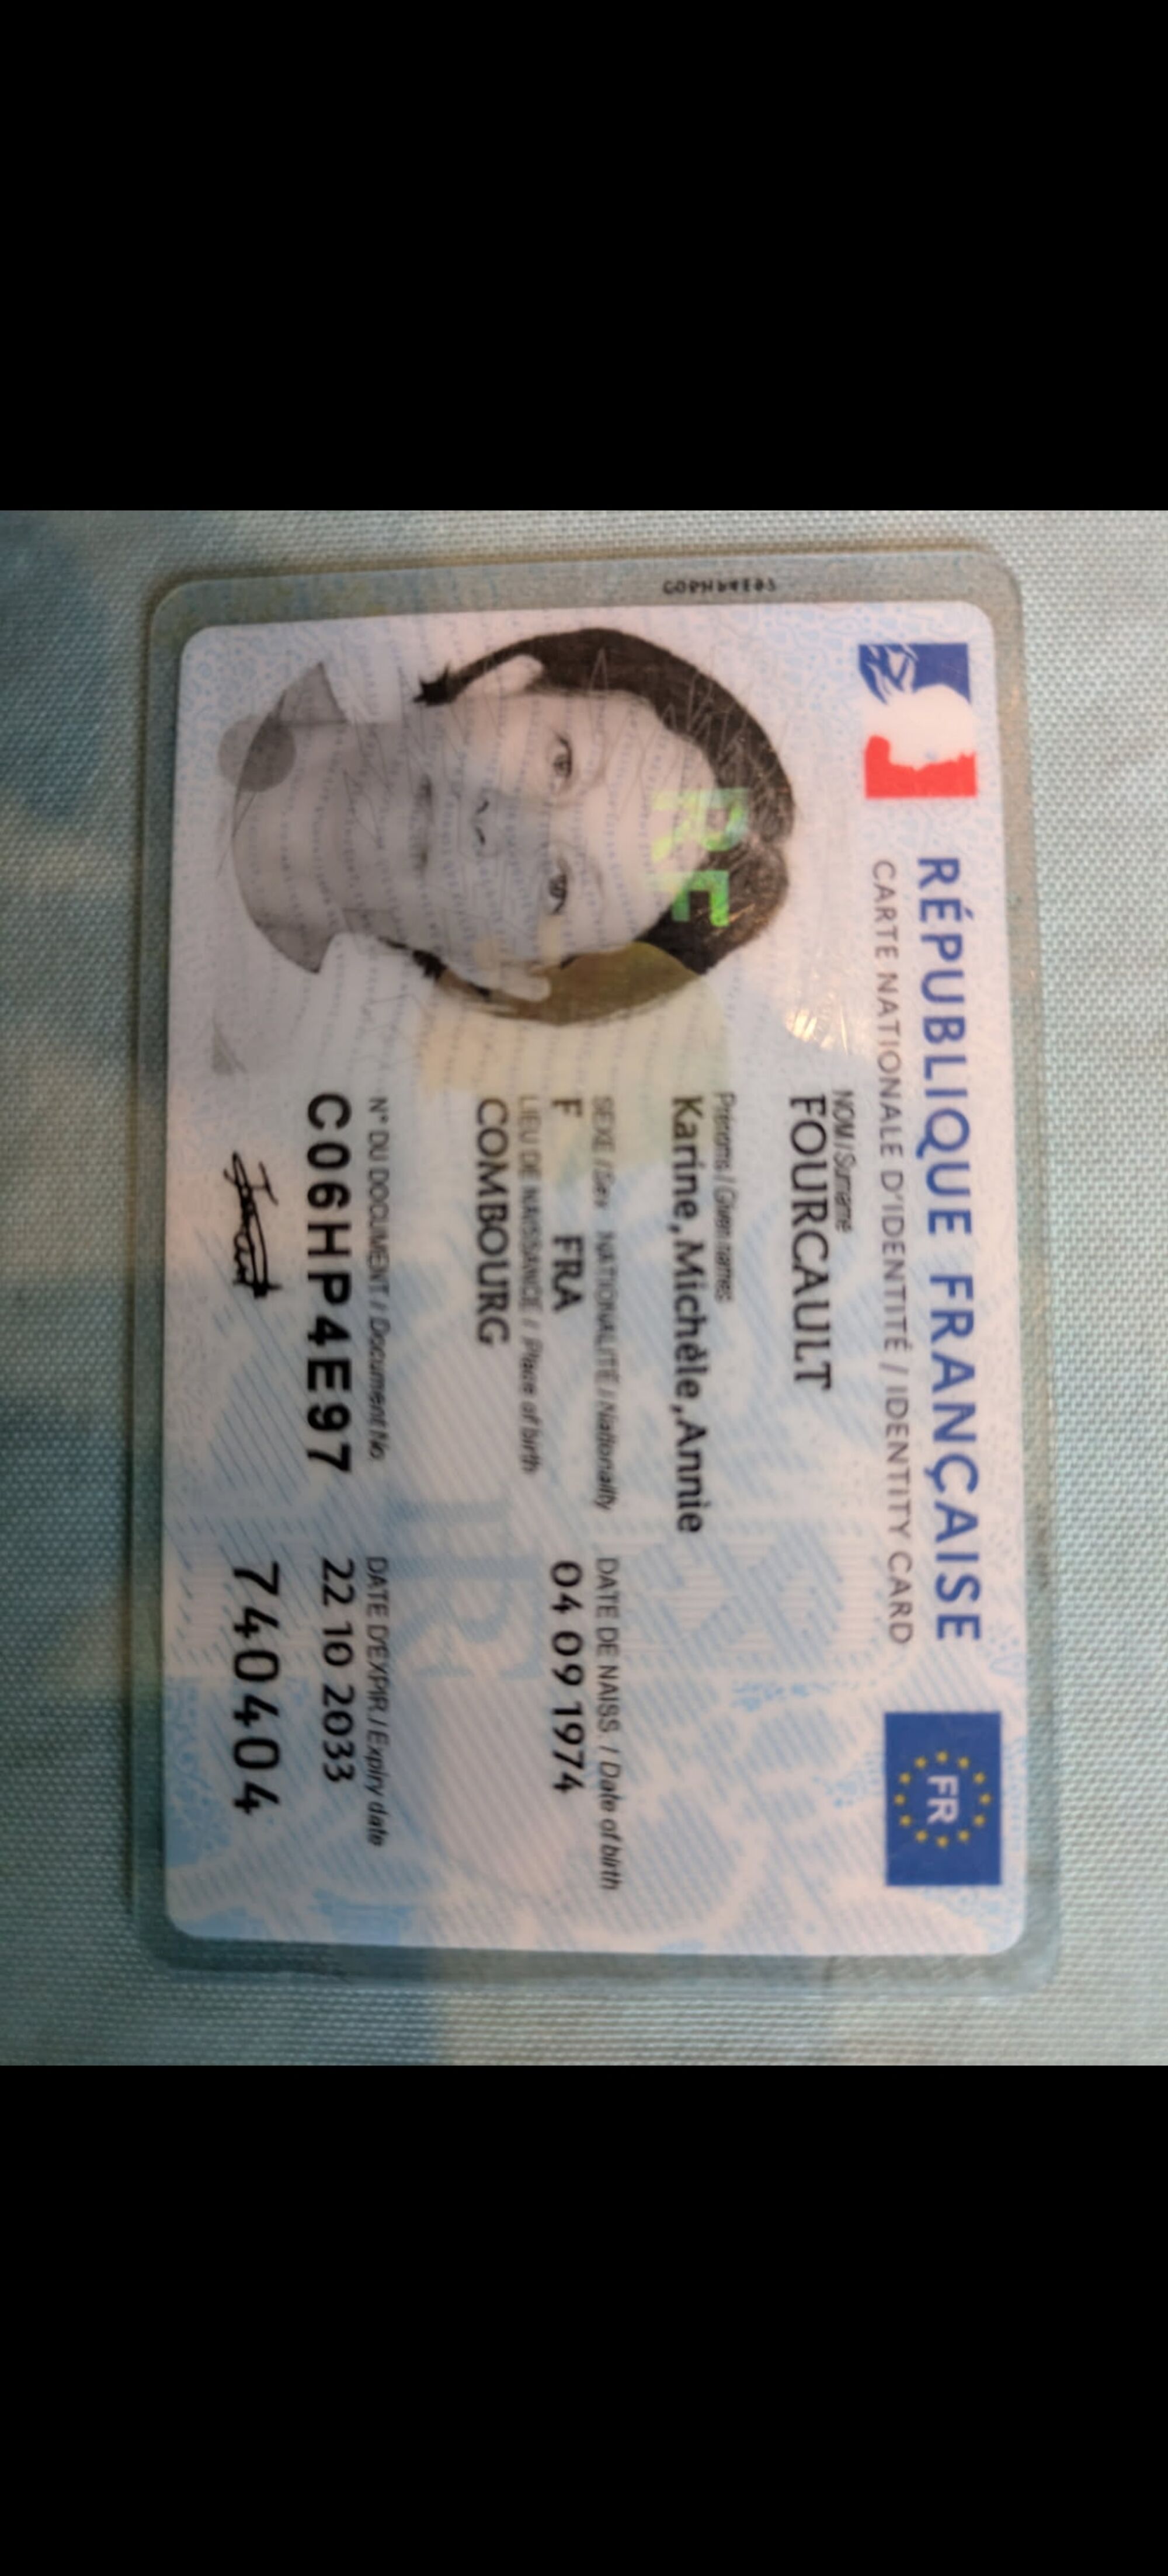 RÉPUBLIQUE FRANÇAISE
FR
CARTE NATIONALE D'IDENTITÉ / IDENTITY CARD
NOM / Surname
FOURCAULT
Prénoms / Given names
Karine, Michèle, Annie
SEXE / Sex NATIONALITÉ / Nationality DATE DE NAISS. / Date of birth
F FRA 04 09 1974
LIEU DE NAISSANCE / Place of birth
COMBOURG
N° DU DOCUMENT / Document No DATE D'EXPIR. / Expiry date
C06HP4E97 22 10 2033
740404
RF